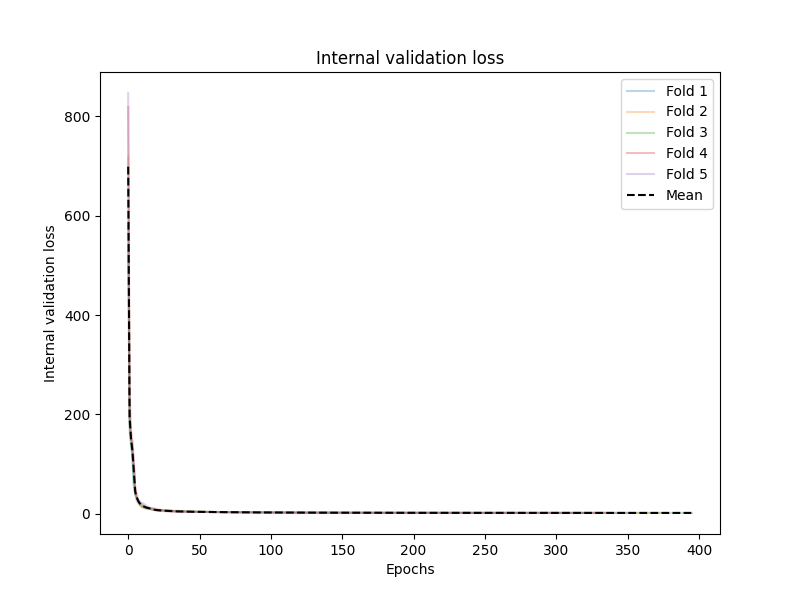 Internal validation loss
Fold 1
Fold 2
Fold 3
Fold 4
Fold 5
Mean
Internal validation loss
800
600
400
200
0
0 50 100 150 200 250 300 350 400
Epochs